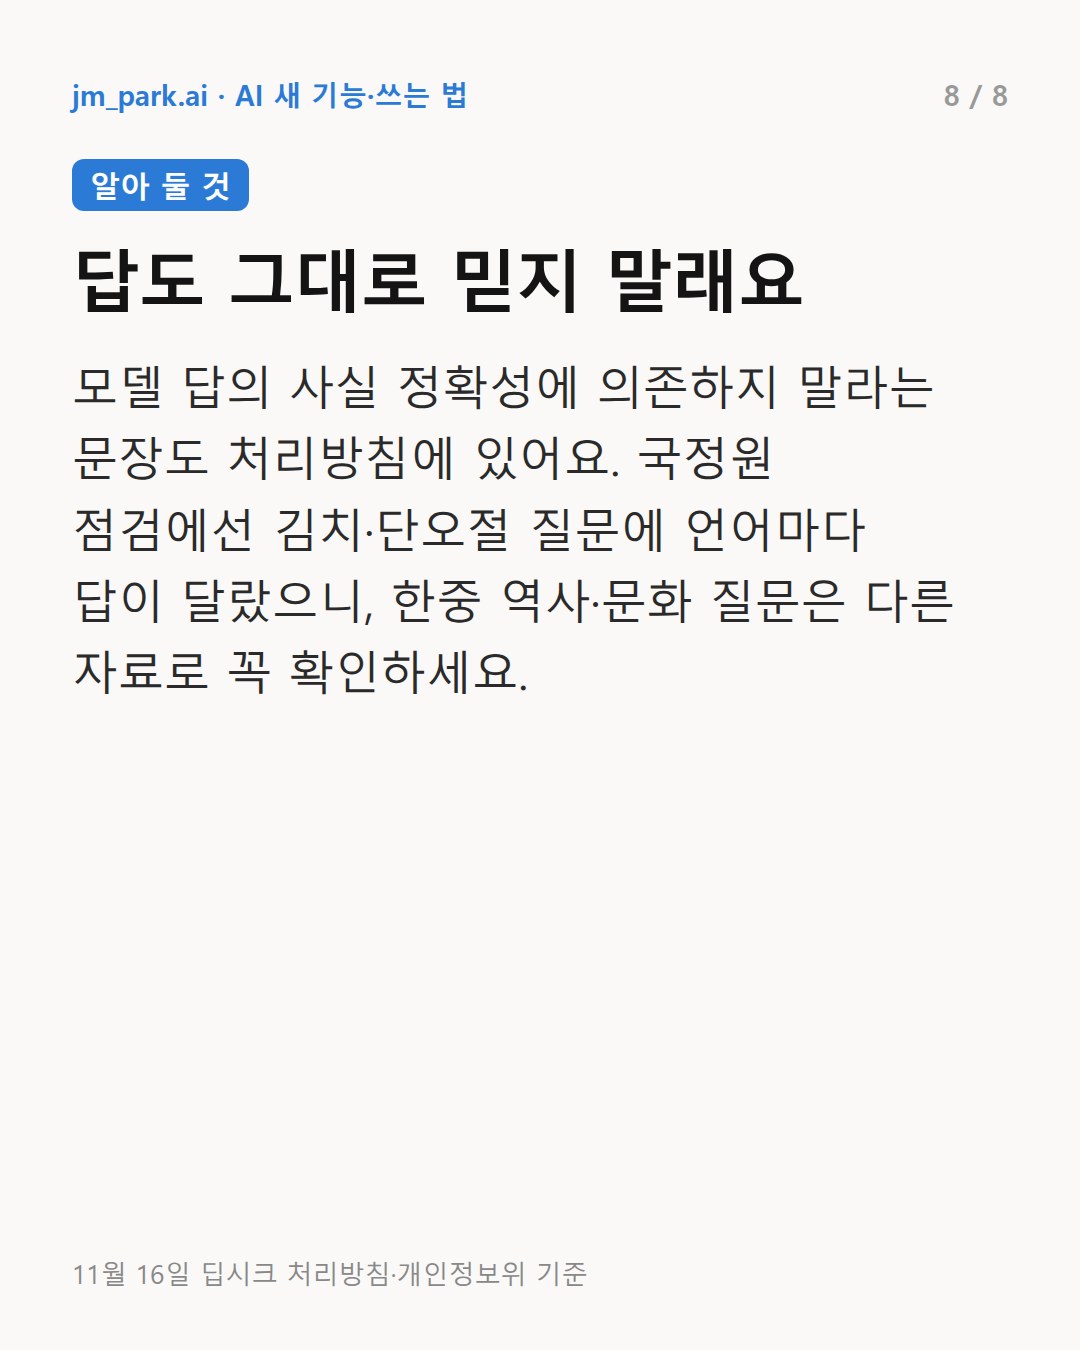 jm_park.ai · AI 새 기능·쓰는 법
8 / 8
알아 둘 것
답도 그대로 믿지 말래요
모델 답의 사실 정확성에 의존하지 말라는
문장도 처리방침에 있어요. 국정원
점검에선 김치·단오절 질문에 언어마다
답이 달랐으니, 한중 역사·문화 질문은 다른
자료로 꼭 확인하세요.
11월 16일 딥시크 처리방침·개인정보위 기준